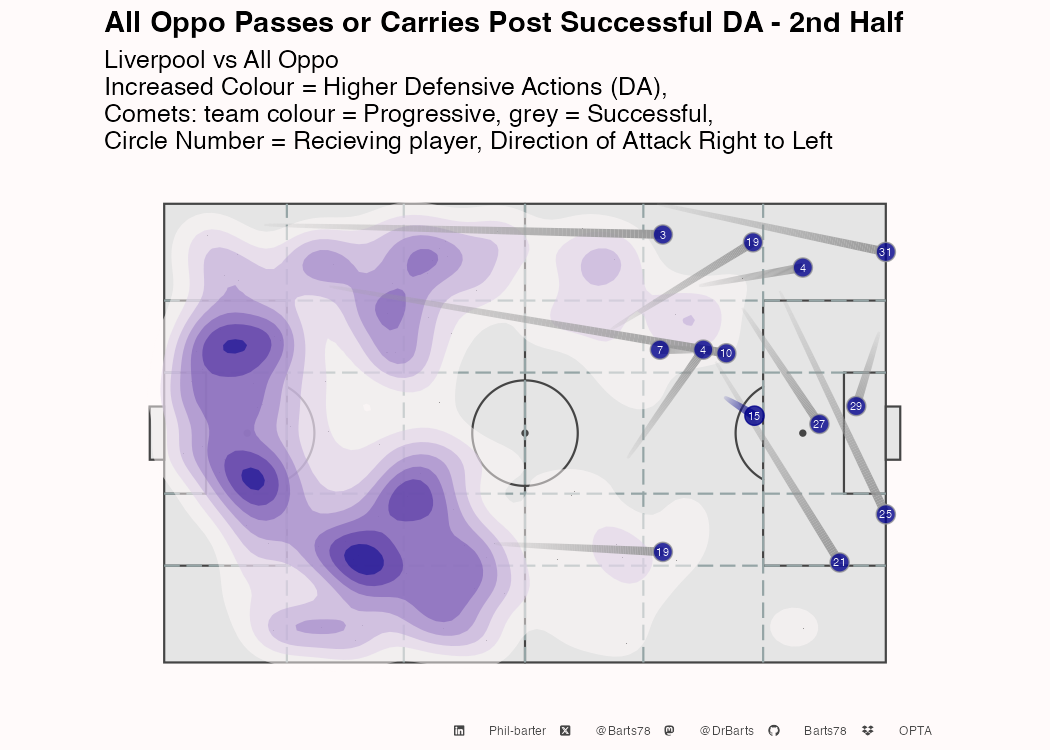 All Oppo Passes or Carries Post Successful DA - 2nd Half
Liverpool vs All Oppo
Increased Colour = Higher Defensive Actions (DA),
Comets: team colour = Progressive, grey = Successful,
Circle Number = Recieving player, Direction of Attack Right to Left
3
19
31
4
7
4
10
29
15
27
25
19
21
Phil-barter
@Barts78
@DrBarts
Barts78
OPTA